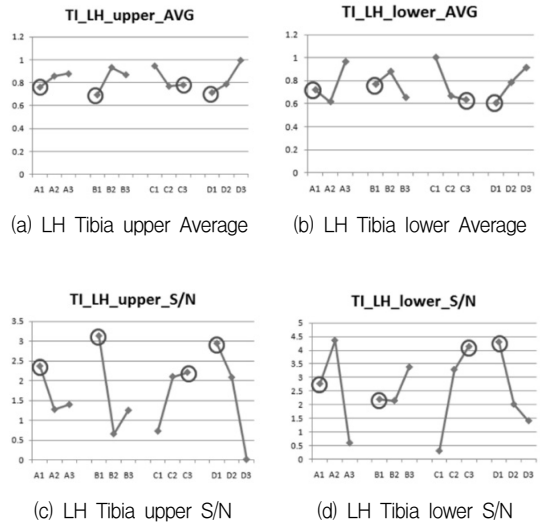 TI_LH_upper_AVG
1.2
1
0.8
0.6
0.4
0.2
0
A1 A2 A3 B1 B2 B3 C1 C2 C3 D1 D2 D3
(a) LH Tibia upper Average
TI_LH_lower_AVG
1.2
1
0.8
0.6
0.4
0.2
0
A1 A2 A3 B1 B2 B3 C1 C2 C3 D1 D2 D3
(b) LH Tibia lower Average
TI_LH_upper_S/N
3.5
3
2.5
2
1.5
1
0.5
0
A1 A2 A3 B1 B2 B3 C1 C2 C3 D1 D2 D3
(c) LH Tibia upper S/N
TI_LH_lower_S/N
5
4.5
4
3.5
3
2.5
2
1.5
1
0.5
0
A1 A2 A3 B1 B2 B3 C1 C2 C3 D1 D2 D3
(d) LH Tibia lower S/N